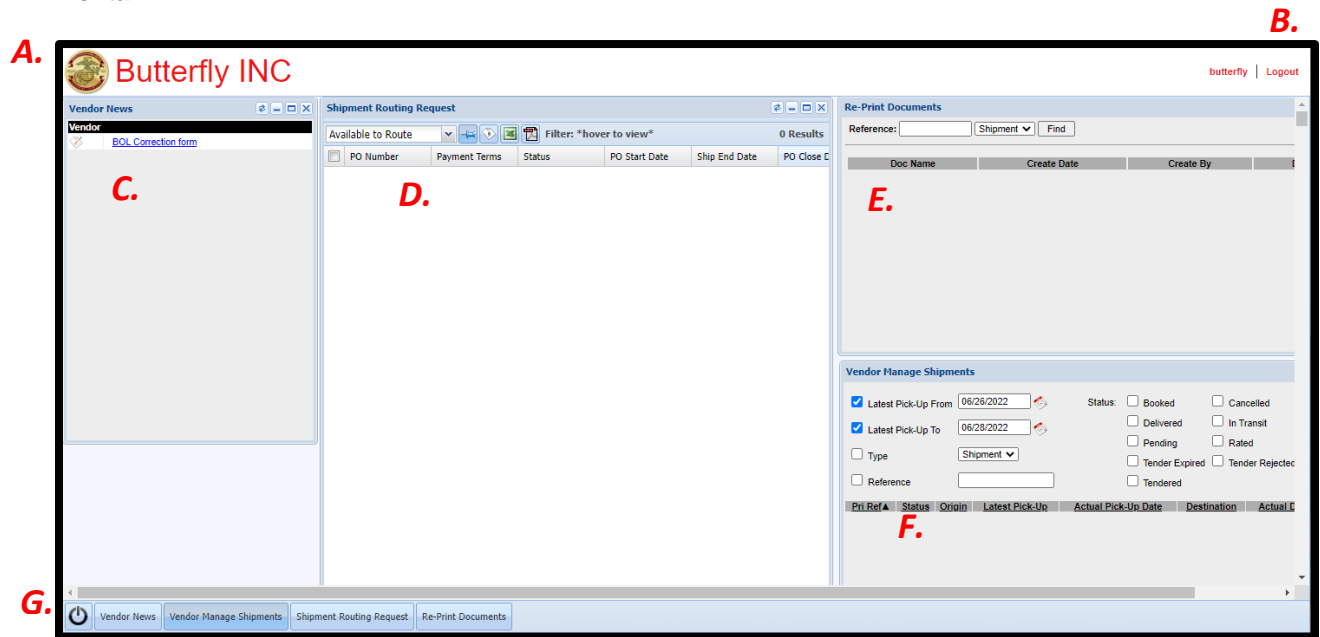 B.
A.
Butterfly INC
butterfly | Logout
Vendor News
Vendor
BOL Correction form
C.
Shipment Routing Request
Available to Route
Filter: *hover to view*
0 Results
PO Number Payment Terms Status PO Start Date Ship End Date PO Close D
D.
Re-Print Documents
Reference: Shipment Find
Doc Name Create Date Create By
E.
Vendor Manage Shipments
Latest Pick-Up From 06/26/2022 Status: Booked Cancelled
Latest Pick-Up To 06/28/2022 Delivered In Transit
Pending Rated
Type Shipment
Tender Expired Tender Rejected
Reference Tendered
Pri Ref▲ Status Origin Latest Pick-Up Actual Pick-Up Date Destination Actual D
F.
G.
Vendor News Vendor Manage Shipments Shipment Routing Request Re-Print Documents